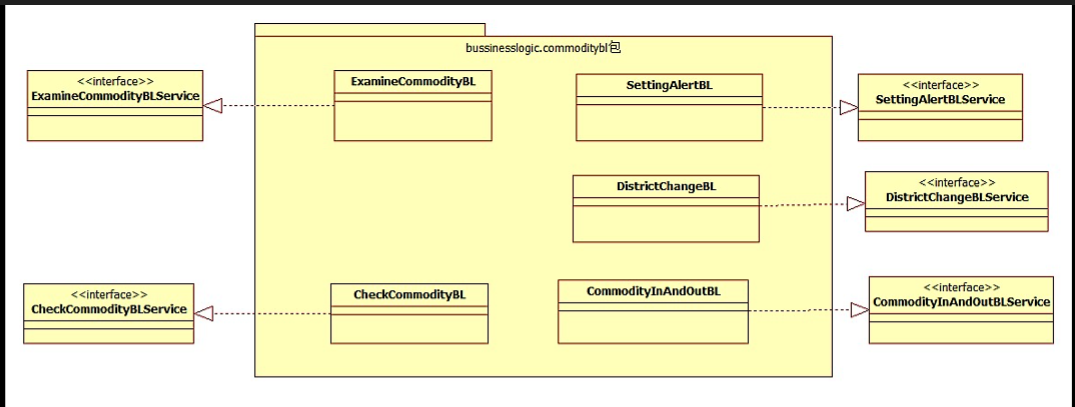 bussinesslogic.commoditybl包
<<interface>>
ExamineCommodityBLService
ExamineCommodityBL
SettingAlertBL
<<interface>>
SettingAlertBLService
DistrictChangeBL
<<interface>>
DistrictChangeBLService
<<interface>>
CheckCommodityBLService
CheckCommodityBL
CommodityInAndOutBL
<<interface>>
CommodityInAndOutBLService